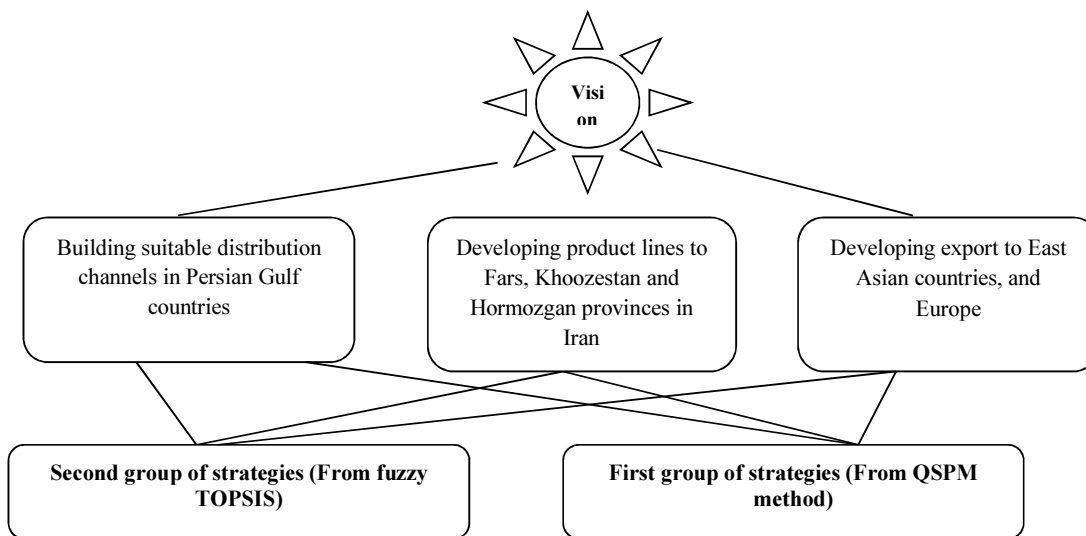 Visi
on
Building suitable distribution
channels in Persian Gulf
countries
Developing product lines to
Fars, Khoozestan and
Hormozgan provinces in
Iran
Developing export to East
Asian countries, and
Europe
Second group of strategies (From fuzzy
TOPSIS)
First group of strategies (From QSPM
method)